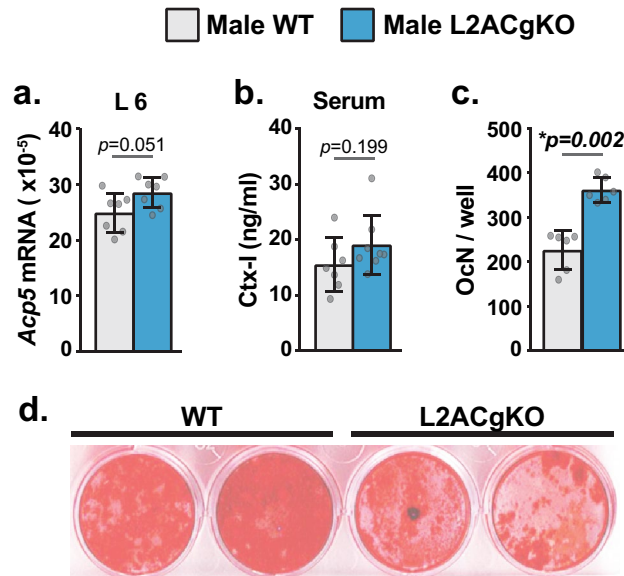 Male WT Male L2ACgKO
a. b. c.
L 6 Serum
Acp5 mRNA ( x10-5)
40
30
20
10
0
p=0.051
Ctx-I (ng/ml)
40
30
20
10
0
p=0.199
OcN / well
500
400
300
200
100
0
*p=0.002
d.
WT L2ACgKO